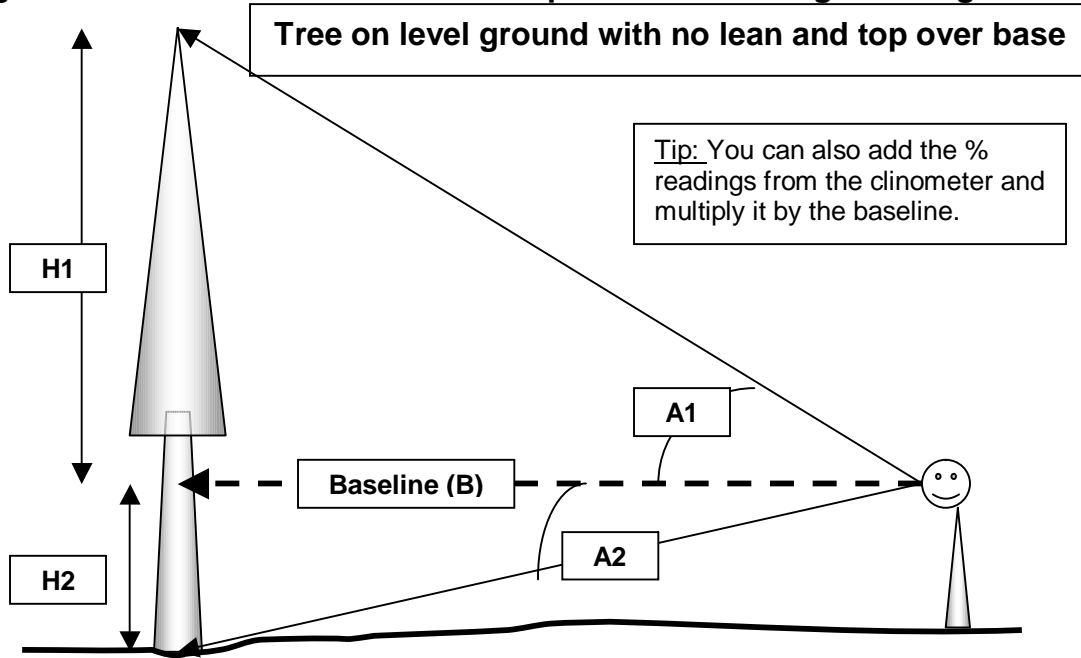 Tree on level ground with no lean and top over base
Tip: You can also add the %
readings from the clinometer and
multiply it by the baseline.
H1
A1
Baseline (B)
A2
H2